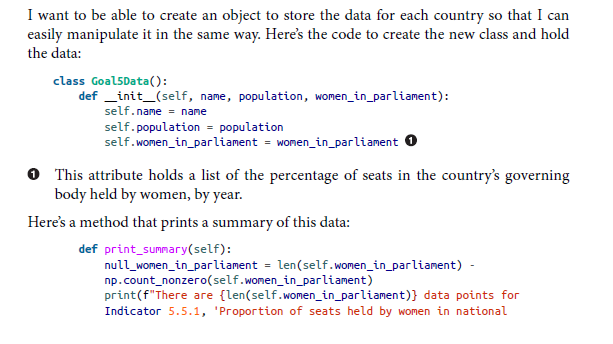 I want to be able to create an object to store the data for each country so that I can
easily manipulate it in the same way. Here’s the code to create the new class and hold
the data:
class Goal5Data():
    def __init__(self, name, population, women_in_parliament):
        self.name = name
        self.population = population
        self.women_in_parliament = women_in_parliament ❶
❶ This attribute holds a list of the percentage of seats in the country’s governing
body held by women, by year.
Here’s a method that prints a summary of this data:
    def print_summary(self):
        null_women_in_parliament = len(self.women_in_parliament) -
        np.count_nonzero(self.women_in_parliament)
        print(f"There are {len(self.women_in_parliament)} data points for
        Indicator 5.5.1, 'Proportion of seats held by women in national